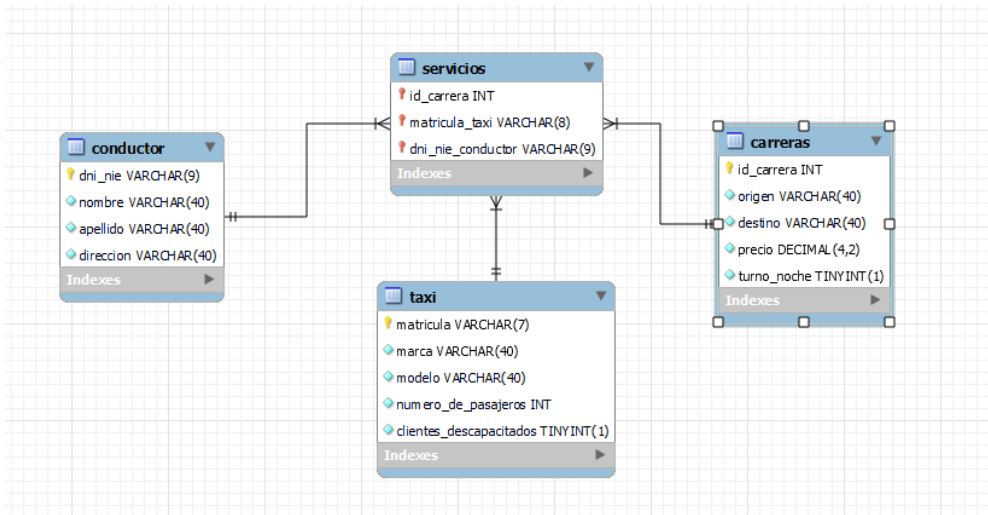 servicios
id_carrera INT
matricula_taxi VARCHAR(8)
dni_nie_conductor VARCHAR(9)
Indexes
conductor
dni_nie VARCHAR(9)
nombre VARCHAR(40)
apellido VARCHAR(40)
direccion VARCHAR(40)
Indexes
carreras
id_carrera INT
origen VARCHAR(40)
destino VARCHAR(40)
precio DECIMAL(4,2)
turno_noche TINYINT(1)
Indexes
taxi
matricula VARCHAR(7)
marca VARCHAR(40)
modelo VARCHAR(40)
numero_de_pasajeros INT
clientes_descapacitados TINYINT(1)
Indexes